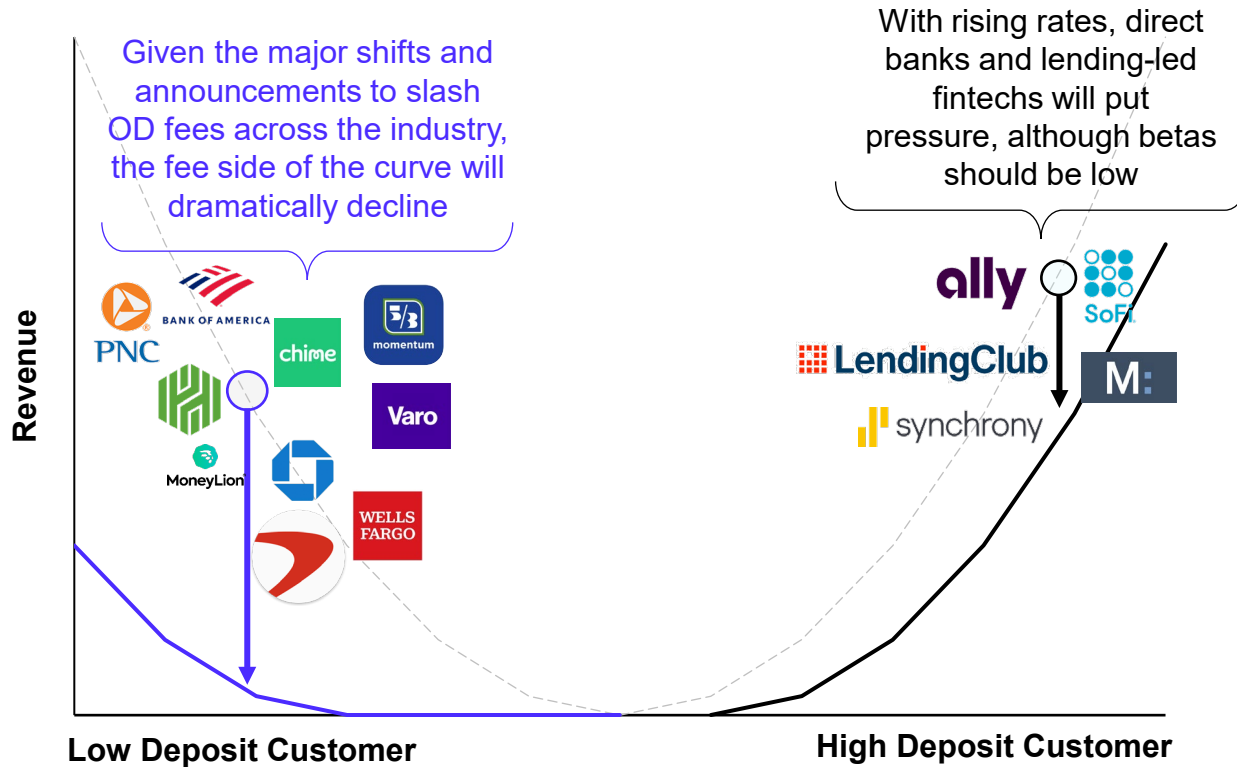 Given the major shifts and
announcements to slash
OD fees across the industry,
the fee side of the curve will
dramatically decline
With rising rates, direct
banks and lending-led
fintechs will put
pressure, although betas
should be low
Revenue
PNC
BANK OF AMERICA
chime
5/3
momentum
Varo
MoneyLion
WELLS
FARGO
ally
SoFi
LendingClub
M:
synchrony
Low Deposit Customer
High Deposit Customer